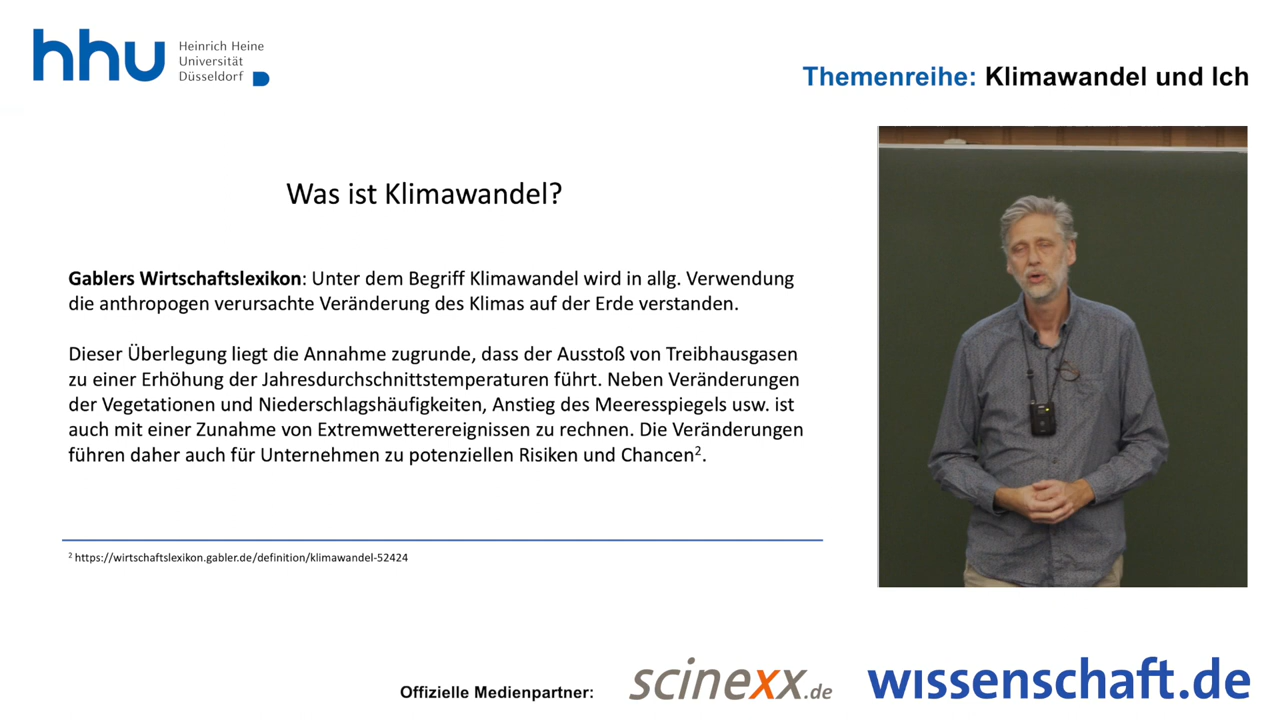 hhu Heinrich Heine
Universität
Düsseldorf
Themenreihe: Klimawandel und Ich
Was ist Klimawandel?
Gablers Wirtschaftslexikon: Unter dem Begriff Klimawandel wird in allg. Verwendung
die anthropogen verursachte Veränderung des Klimas auf der Erde verstanden.
Dieser Überlegung liegt die Annahme zugrunde, dass der Ausstoß von Treibhausgasen
zu einer Erhöhung der Jahresdurchschnittstemperaturen führt. Neben Veränderungen
der Vegetationen und Niederschlagshäufigkeiten, Anstieg des Meeresspiegels usw. ist
auch mit einer Zunahme von Extremwetterereignissen zu rechnen. Die Veränderungen
führen daher auch für Unternehmen zu potenziellen Risiken und Chancen².
² https://wirtschaftslexikon.gabler.de/definition/klimawandel-52424
Offizielle Medienpartner: scinexx.de wissenschaft.de